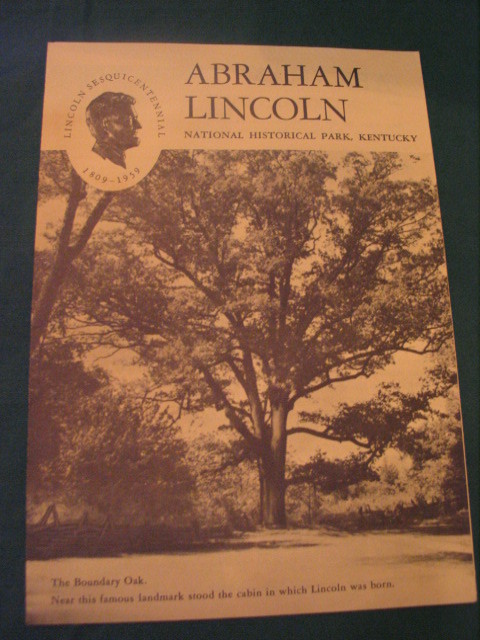 LINCOLN SESQUICENTENNIAL
1809-1959
ABRAHAM
LINCOLN
NATIONAL HISTORICAL PARK, KENTUCKY
The Boundary Oak.
Near this famous landmark stood the cabin in which Lincoln was born.